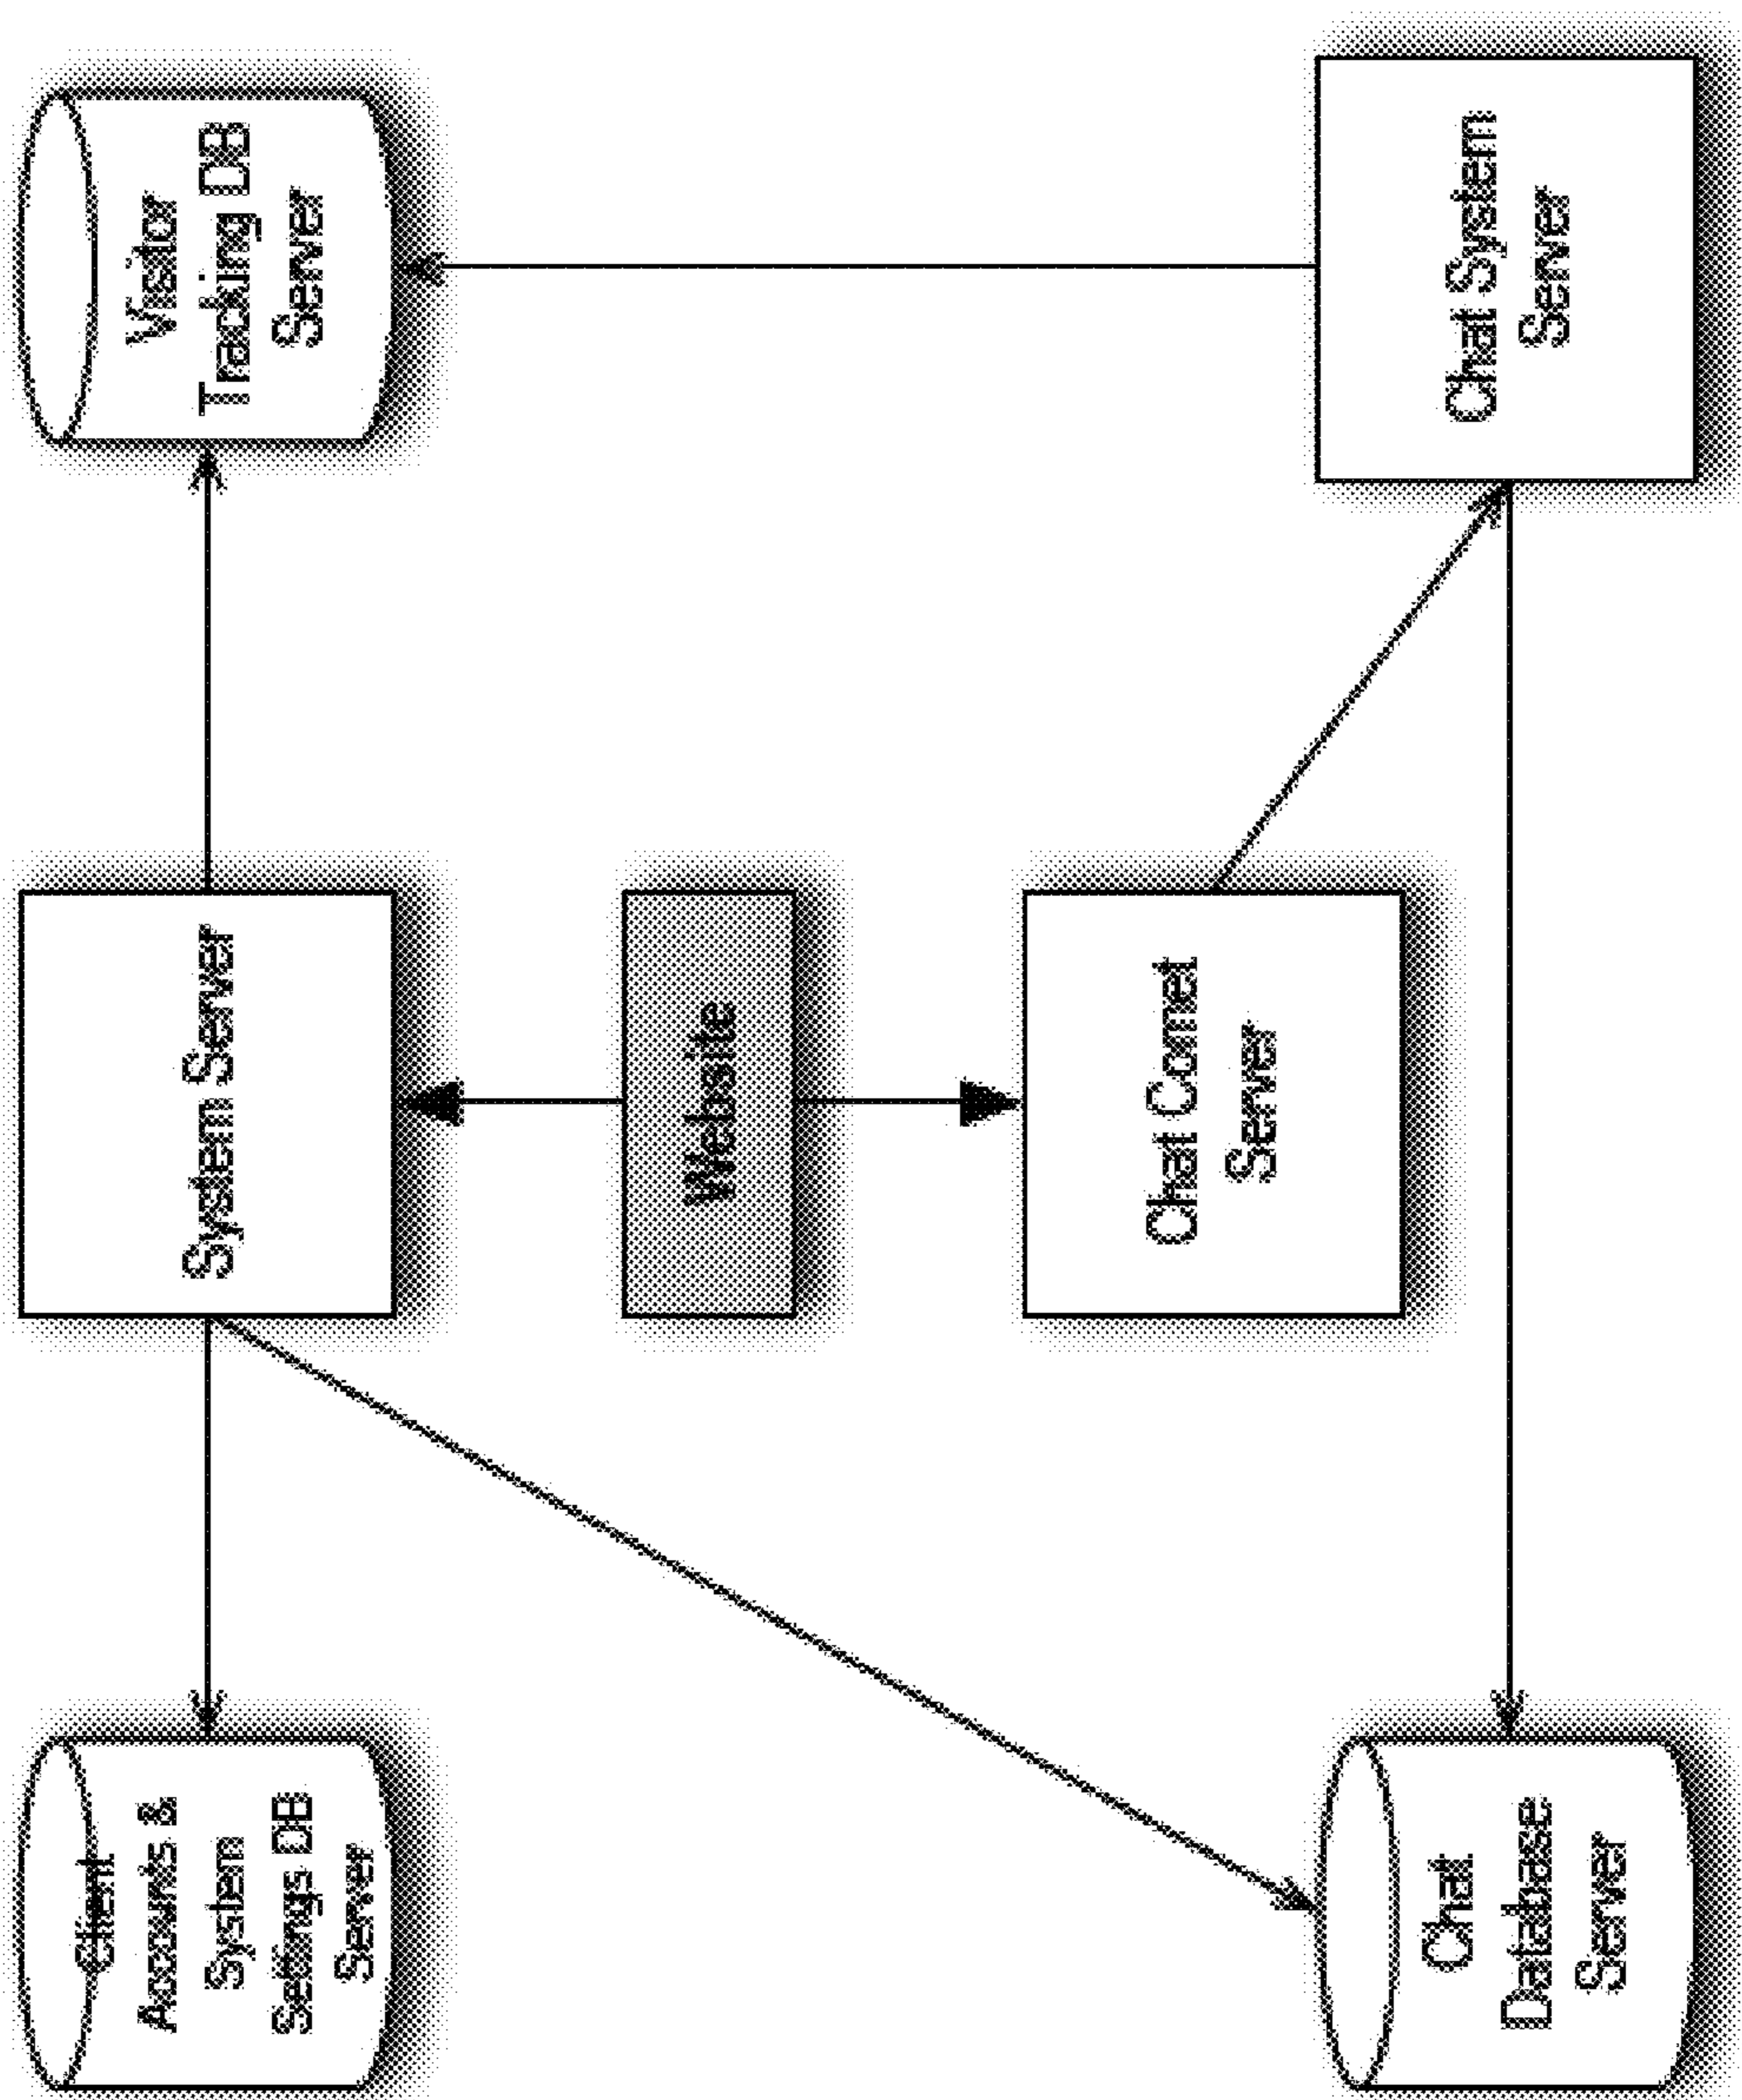 Client
Accounts &
System
Settings DB
Server
System Server
Visitor
Tracking DB
Server
Website
Chat Comet
Server
Chat
Database
Server
Chat System
Server